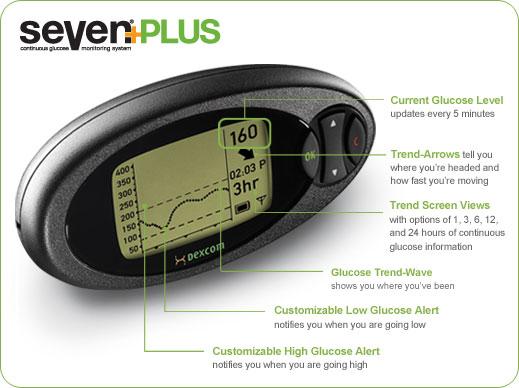 seven+PLUS
continuous glucose monitoring system
Current Glucose Level
updates every 5 minutes
160
OK
C
Trend-Arrows tell you
where you're headed and
how fast you're moving
02:03 P
3hr
400
350
300
250
200
150
100
50
DEXCOM
Trend Screen Views
with options of 1, 3, 6, 12,
and 24 hours of continuous
glucose information
Glucose Trend-Wave
shows you where you've been
Customizable Low Glucose Alert
notifies you when you are going low
Customizable High Glucose Alert
notifies you when you are going high